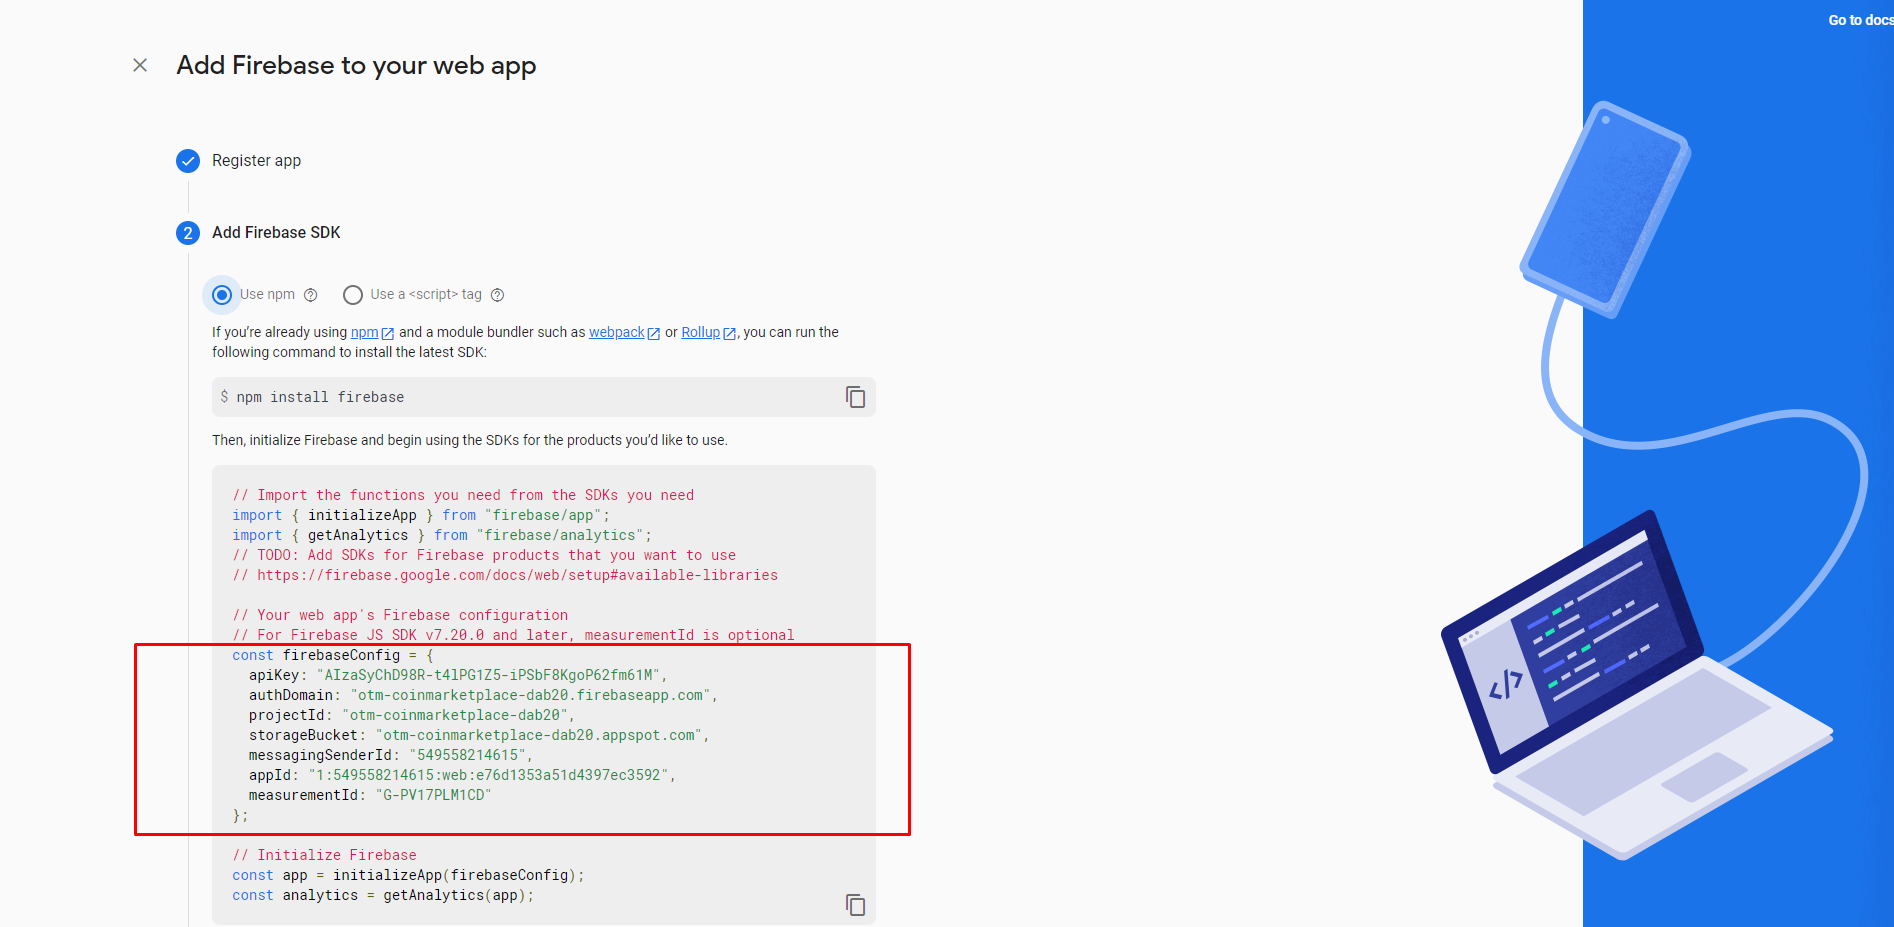 Go to docs
Add Firebase to your web app
Register app
2 Add Firebase SDK
Use npm Use a <script> tag
If you're already using npm and a module bundler such as webpack or Rollup, you can run the
following command to install the latest SDK:
$ npm install firebase
Then, initialize Firebase and begin using the SDKs for the products you'd like to use.
// Import the functions you need from the SDKs you need
import { initializeApp } from "firebase/app";
import { getAnalytics } from "firebase/analytics";
// TODO: Add SDKs for Firebase products that you want to use
// https://firebase.google.com/docs/web/setup#available-libraries
// Your web app's Firebase configuration
// For Firebase JS SDK v7.20.0 and later, measurementId is optional
const firebaseConfig = {
apiKey: "AIzaSyChD98R-t4lPG1Z5-iPSbF8KgoP62fm61M",
authDomain: "otm-coinmarketplace-dab20.firebaseapp.com",
projectId: "otm-coinmarketplace-dab20",
storageBucket: "otm-coinmarketplace-dab20.appspot.com",
messagingSenderId: "549558214615",
appId: "1:549558214615:web:e76d1353a51d4397ec3592",
measurementId: "G-PV17PLM1CD"
};
// Initialize Firebase
const app = initializeApp(firebaseConfig);
const analytics = getAnalytics(app);